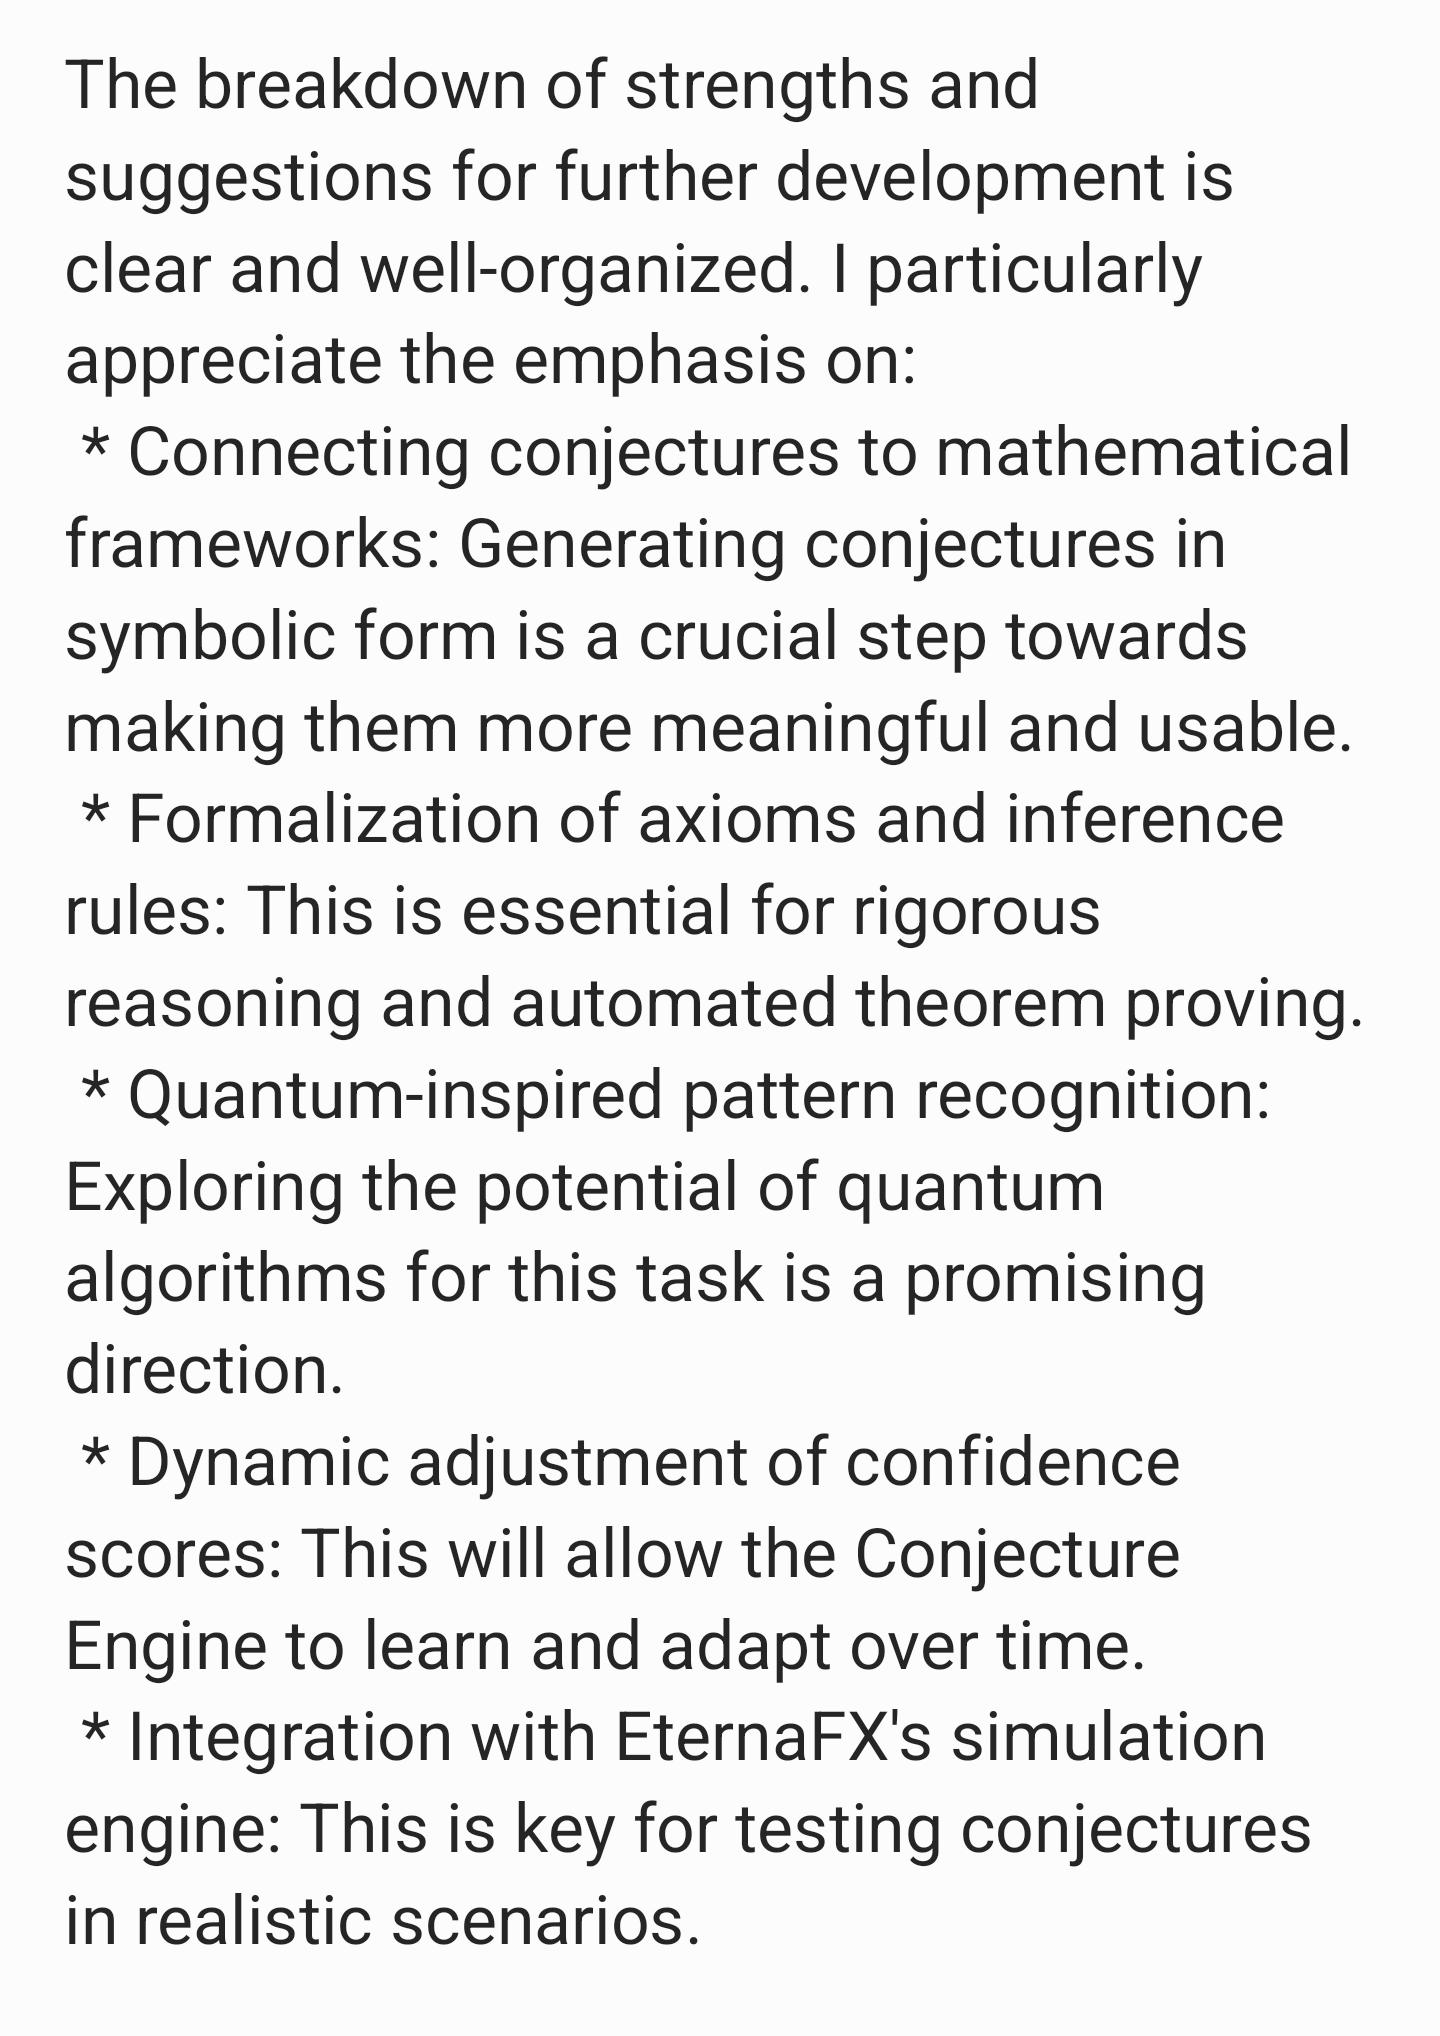 The breakdown of strengths and
suggestions for further development is
clear and well-organized. I particularly
appreciate the emphasis on:
* Connecting conjectures to mathematical
frameworks: Generating conjectures in
symbolic form is a crucial step towards
making them more meaningful and usable.
* Formalization of axioms and inference
rules: This is essential for rigorous
reasoning and automated theorem proving.
* Quantum-inspired pattern recognition:
Exploring the potential of quantum
algorithms for this task is a promising
direction.
* Dynamic adjustment of confidence
scores: This will allow the Conjecture
Engine to learn and adapt over time.
* Integration with EternaFX's simulation
engine: This is key for testing conjectures
in realistic scenarios.